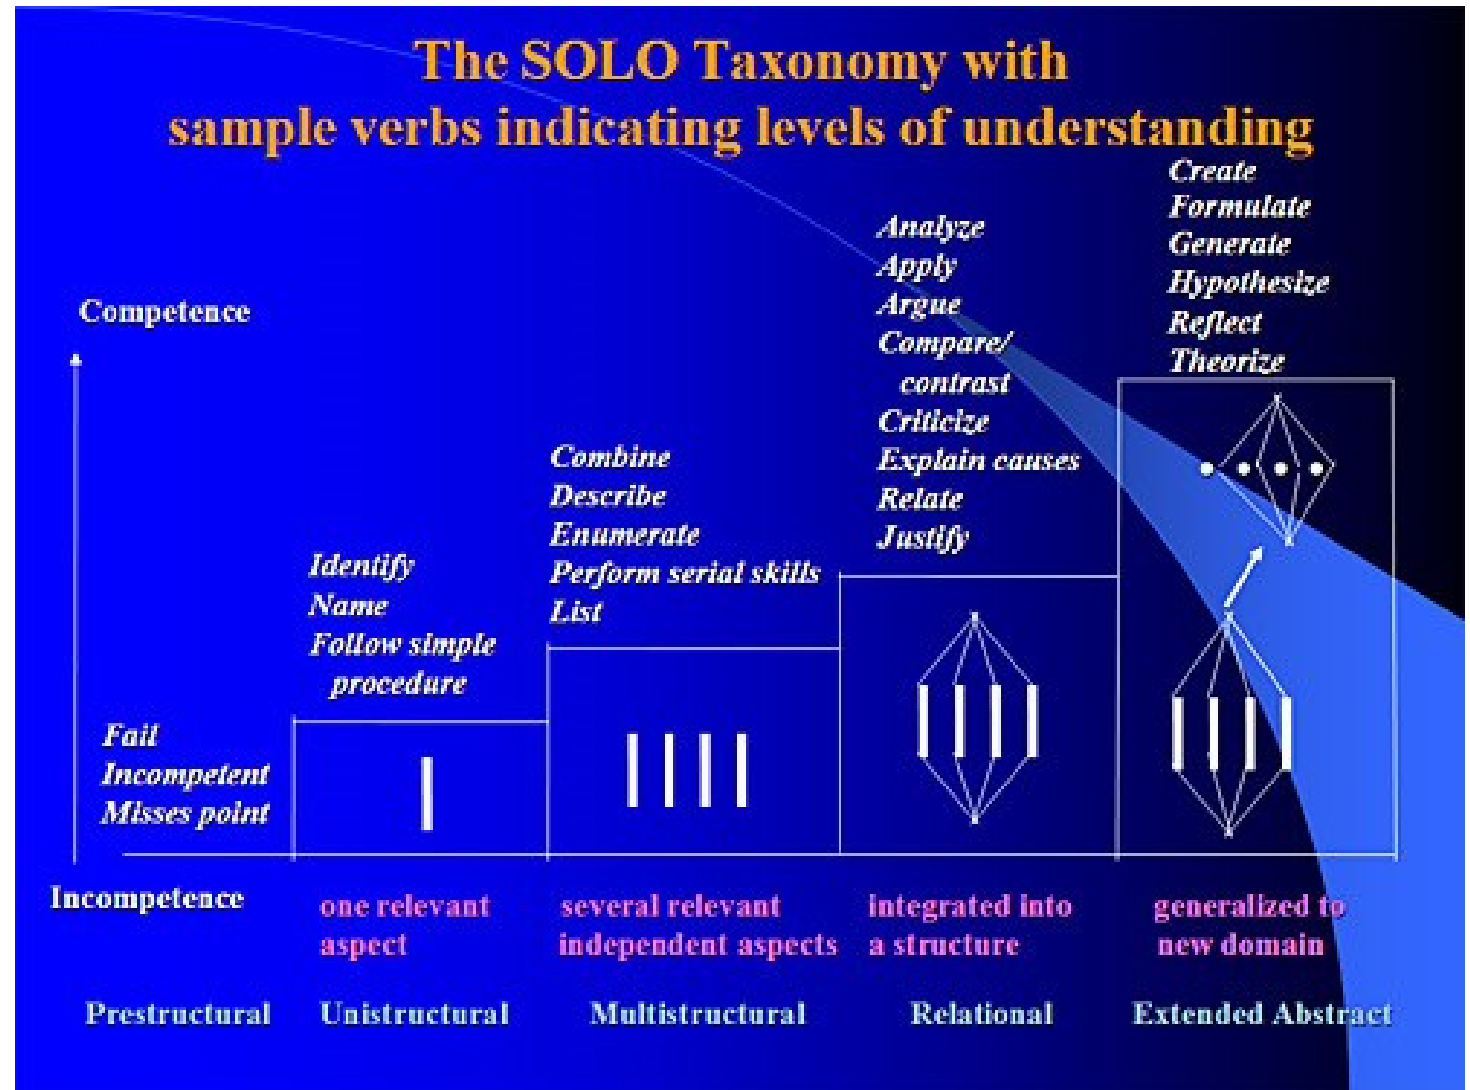 The SOLO Taxonomy with
sample verbs indicating levels of understanding
Competence
Fail
Incompetent
Misses point
Identify
Name
Follow simple
procedure
Combine
Describe
Enumerate
Perform serial skills
List
Analyze
Apply
Argue
Compare/
contrast
Criticize
Explain causes
Relate
Justify
Create
Formulate
Generate
Hypothesize
Reflect
Theorize
Incompetence
one relevant
aspect
several relevant
independent aspects
integrated into
a structure
generalized to
new domain
Prestructural
Unistructural
Multistructural
Relational
Extended Abstract